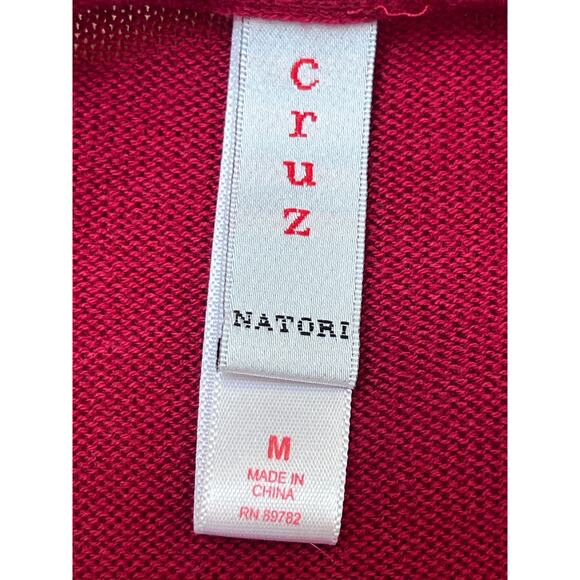 Cruz
NATORI
M
MADE IN
CHINA
RN 89782